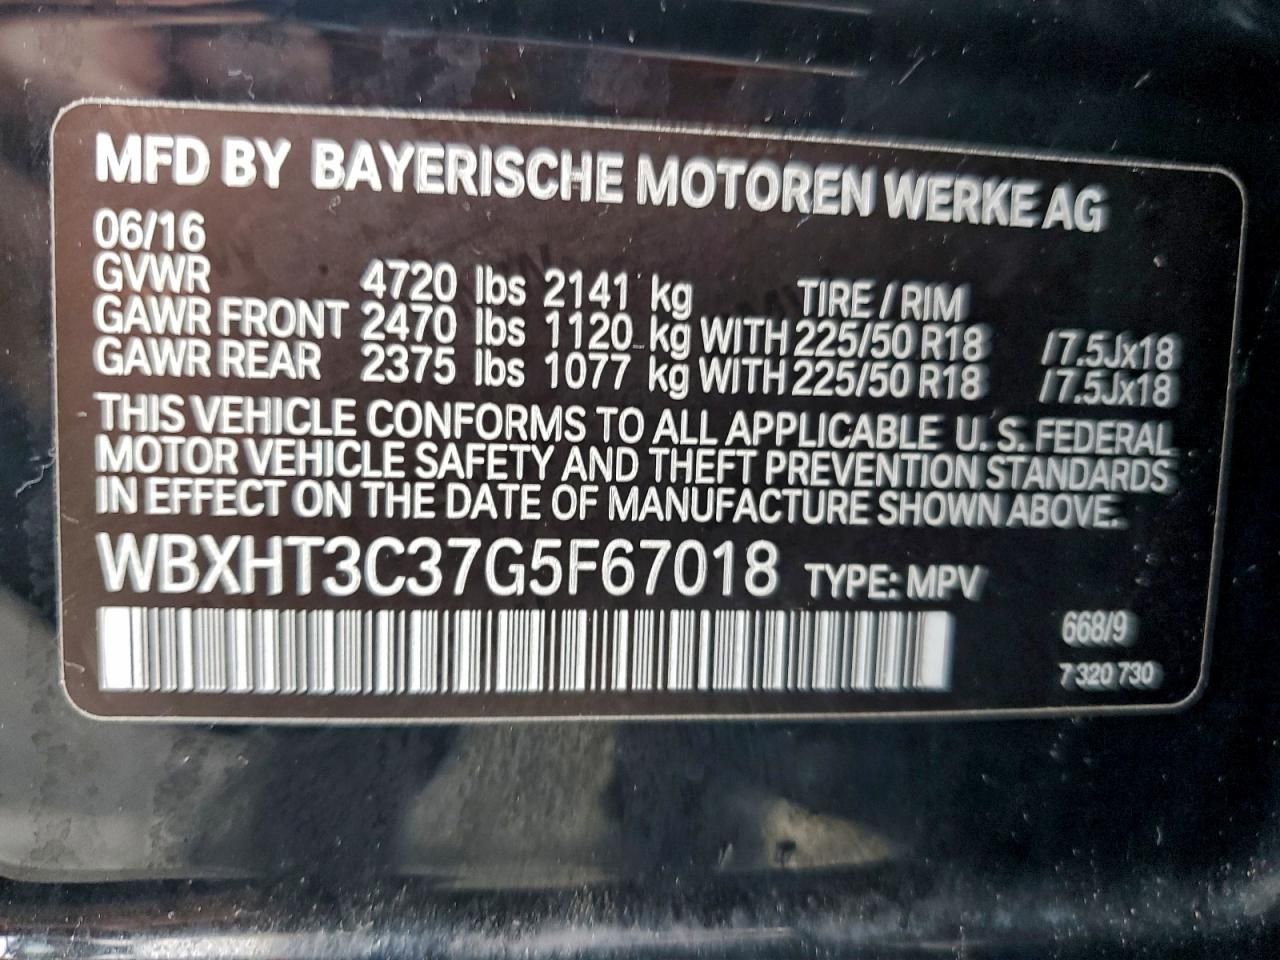 MFD BY BAYERISCHE MOTOREN WERKE AG
06/16
GVWR 4720 lbs 2141 kg TIRE / RIM
GAWR FRONT 2470 lbs 1120 kg WITH 225/50 R18 /7.5Jx18
GAWR REAR 2375 lbs 1077 kg WITH 225/50 R18 /7.5Jx18
THIS VEHICLE CONFORMS TO ALL APPLICABLE U.S. FEDERAL
MOTOR VEHICLE SAFETY AND THEFT PREVENTION STANDARDS
IN EFFECT ON THE DATE OF MANUFACTURE SHOWN ABOVE.
WBXHT3C37G5F67018 TYPE: MPV
668/9
7 320 730